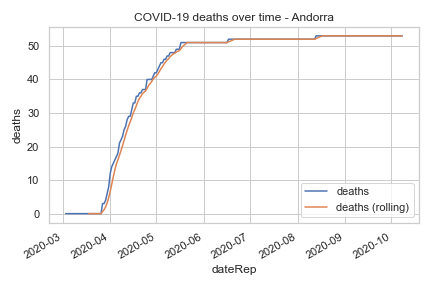 COVID-19 deaths over time - Andorra
deaths
50
40
30
20
10
0
deaths
deaths (rolling)
2020-03
2020-04
2020-05
2020-06
2020-07
2020-08
2020-09
2020-10
dateRep